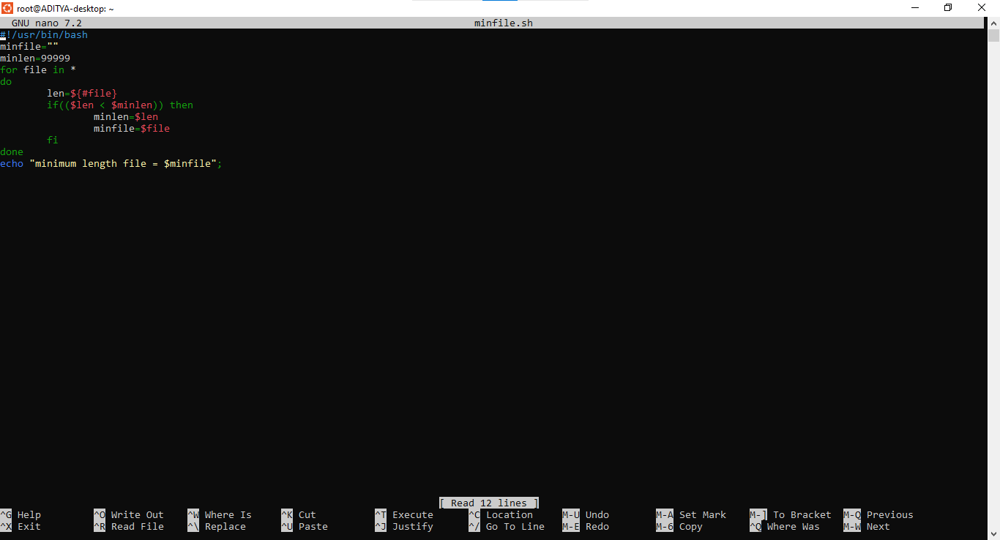 root@ADITYA-desktop: ~
GNU nano 7.2 minfile.sh
#!/usr/bin/bash
minfile=""
minlen=99999
for file in *
do
        len=${#file}
        if(($len < $minlen)) then
                minlen=$len
                minfile=$file
        fi
done
echo "minimum length file = $minfile";
[ Read 12 lines ]
^G Help ^O Write Out ^W Where Is ^K Cut ^T Execute ^C Location M-U Undo M-A Set Mark M-] To Bracket M-Q Previous
^X Exit ^R Read File ^\ Replace ^U Paste ^J Justify ^/ Go To Line M-E Redo M-6 Copy ^Q Where Was M-W Next